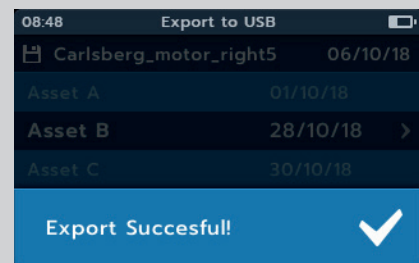 08:48 Export to USB
Carlsberg_motor_right5 06/10/18
Asset A 01/10/18
Asset B 28/10/18 >
Asset C 30/10/18
Export Succesful!